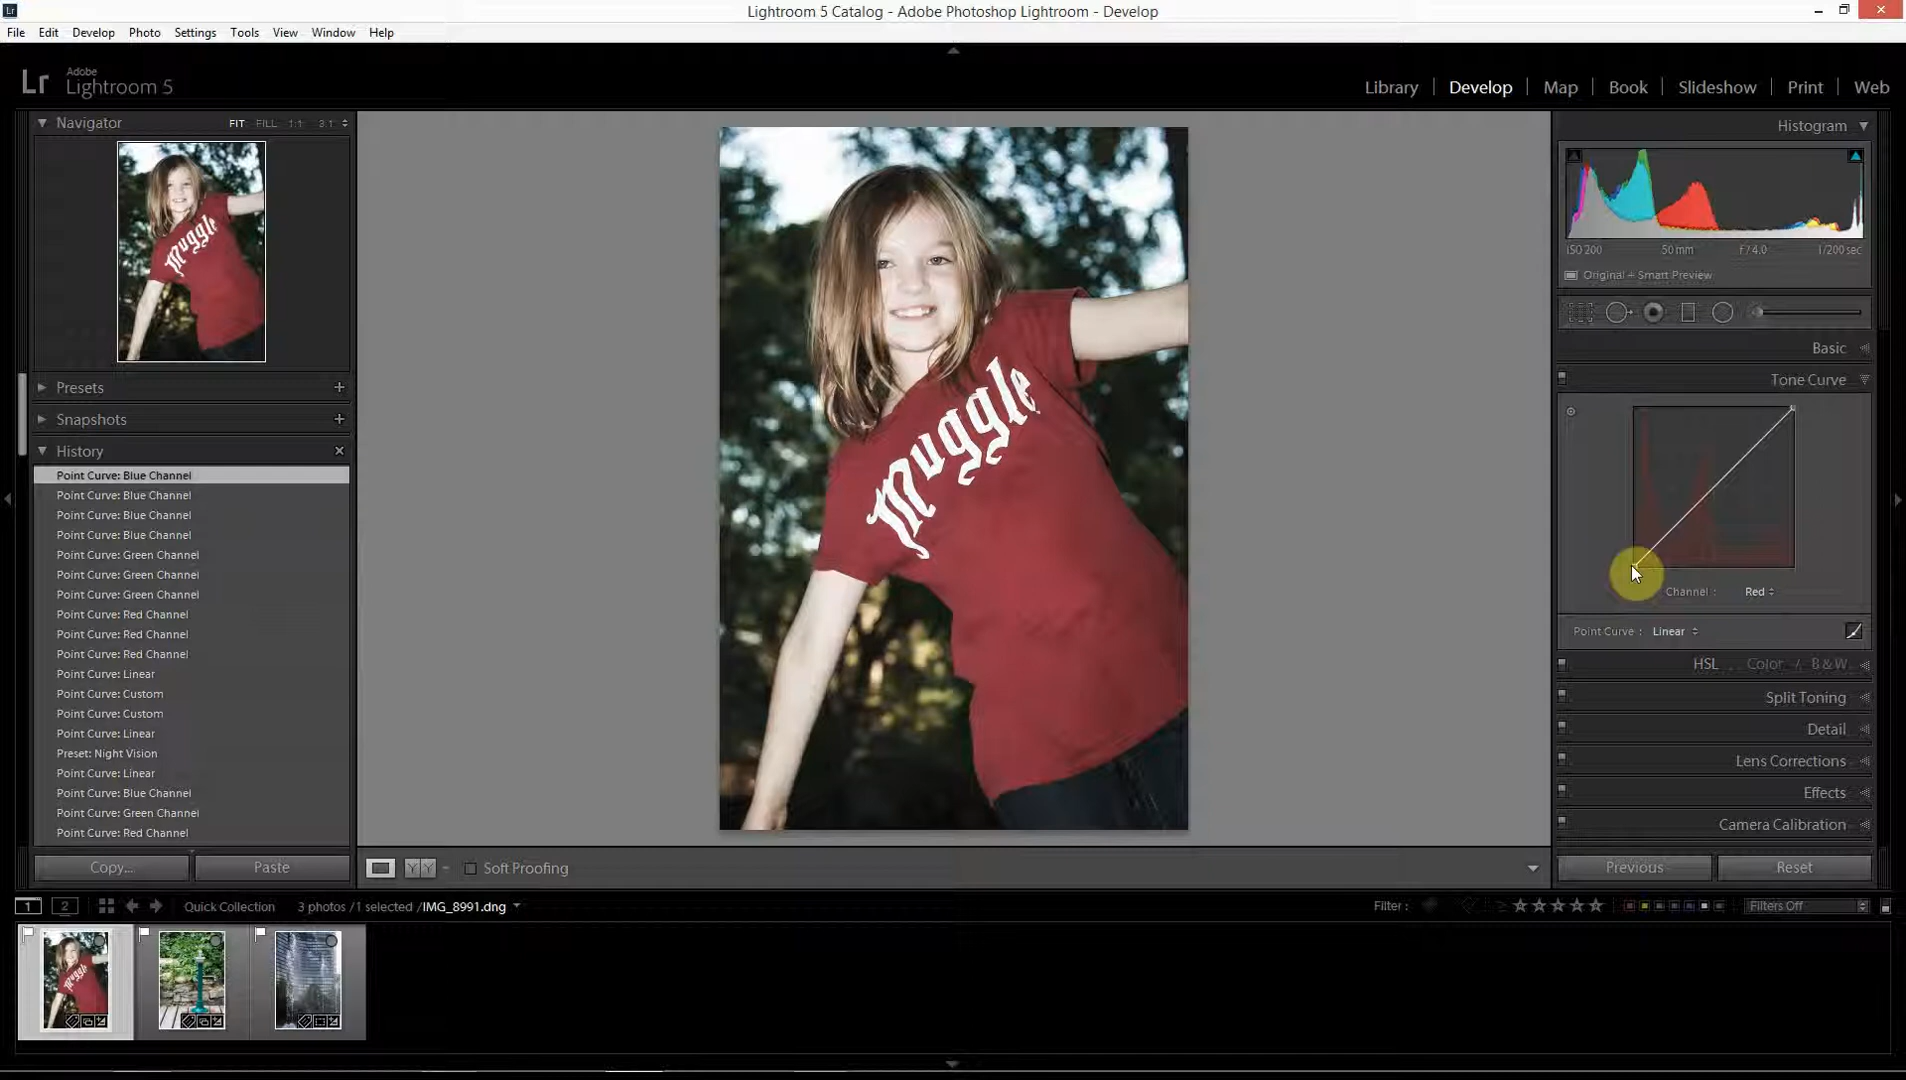 Lightroom 5 Catalog - Adobe Photoshop Lightroom - Develop
File Edit Develop Photo Settings Tools View Window Help
Lr Adobe Lightroom 5
Library Develop Map Book Slideshow Print Web
Navigator FIT FILL 1:1 3:1
Histogram
ISO 200 50 mm f / 4.0 1/200 sec
Original + Smart Preview
Presets
Snapshots
History
Point Curve: Blue Channel
Point Curve: Blue Channel
Point Curve: Blue Channel
Point Curve: Blue Channel
Point Curve: Green Channel
Point Curve: Green Channel
Point Curve: Green Channel
Point Curve: Red Channel
Point Curve: Red Channel
Point Curve: Red Channel
Point Curve: Linear
Point Curve: Custom
Point Curve: Custom
Point Curve: Linear
Preset: Night Vision
Point Curve: Linear
Point Curve: Blue Channel
Point Curve: Green Channel
Point Curve: Red Channel
Copy... Paste
Muggle
Basic
Tone Curve
Channel : Red
Point Curve : Linear
HSL / Color / B & W
Split Toning
Detail
Lens Corrections
Effects
Camera Calibration
Previous Reset
Soft Proofing
1 2 Quick Collection 3 photos /1 selected /IMG_8991.dng
Filter : Filters Off